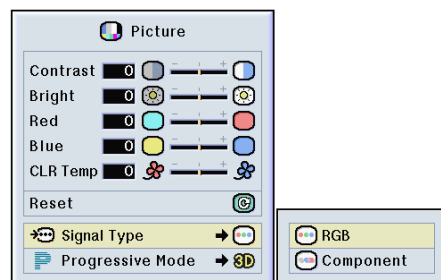 Picture
Contrast 0 - +
Bright 0 - +
Red 0 - +
Blue 0 - +
CLR Temp 0 - +
Reset
Signal Type
Progressive Mode 3D
RGB
Component